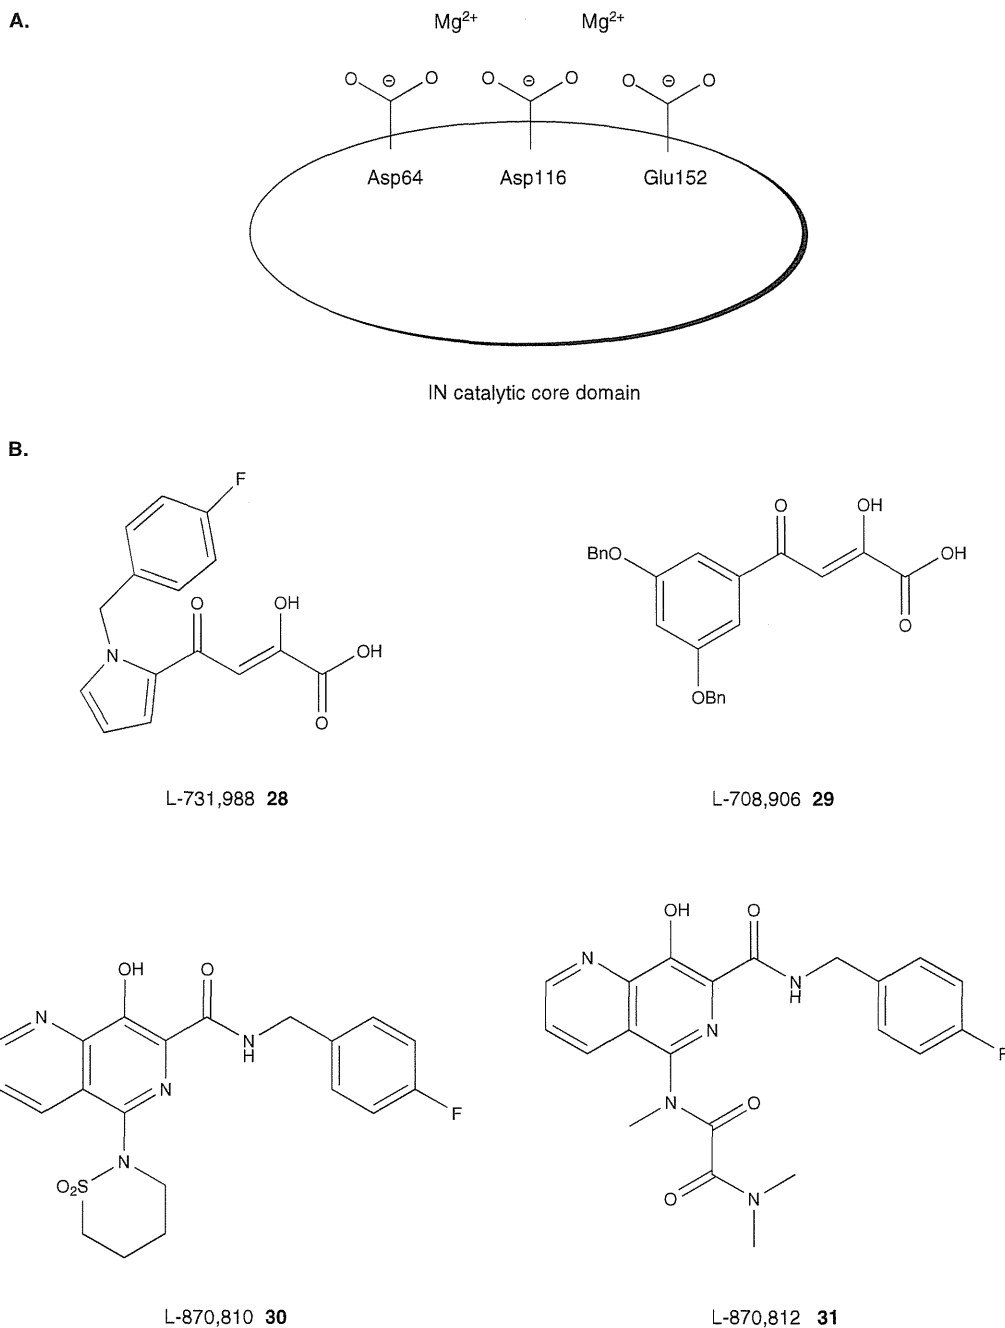 A.
Mg²⁺ Mg²⁺
O ⊖ O O ⊖ O O ⊖ O
Asp64 Asp116 Glu152
IN catalytic core domain
B.
F
O OH
OH
N
O
L-731,988 28
O OH
BnO OH
O
OBn
L-708,906 29
OH O
N
N
H
N
F
N
O₂S
L-870,810 30
OH O
N
N
H
N
F
N O
O N
L-870,812 31